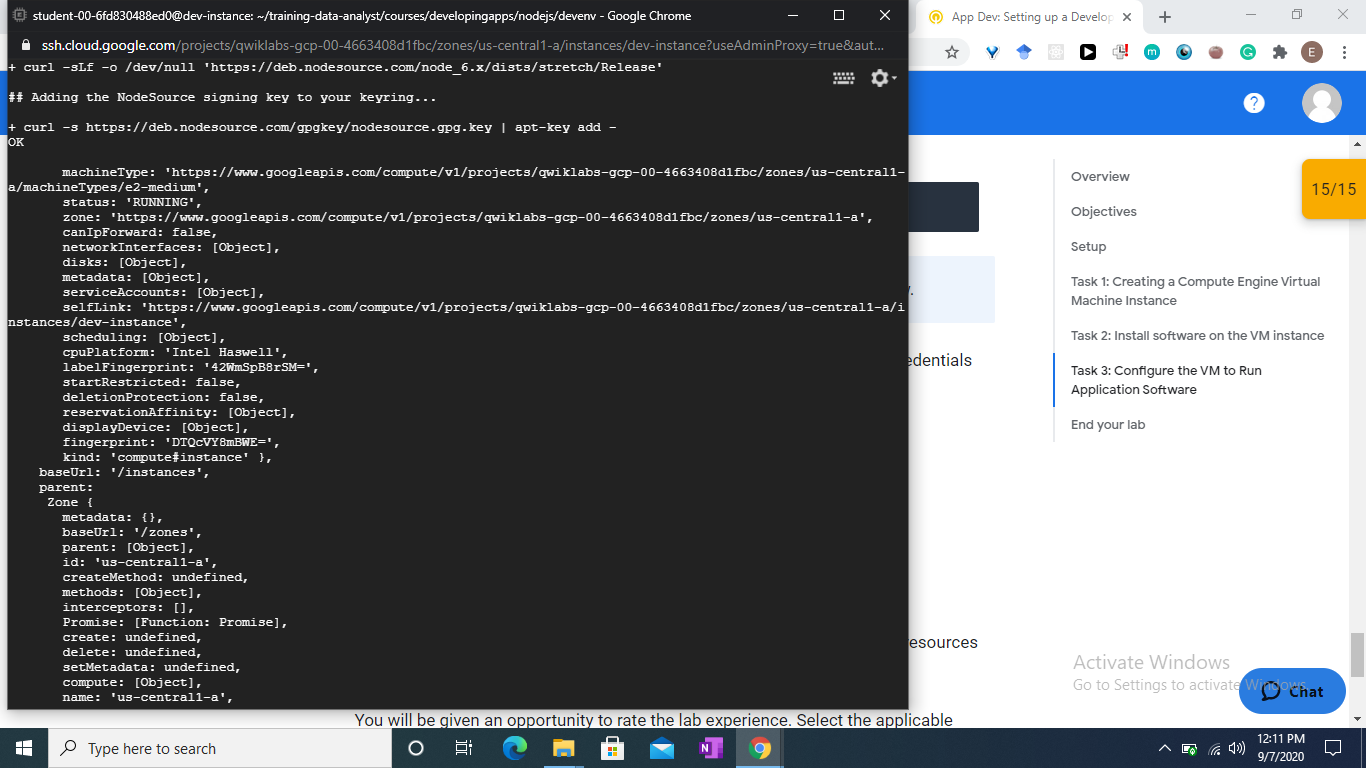 student-00-6fd830488ed0@dev-instance: ~/training-data-analyst/courses/developingapps/nodejs/devenv - Google Chrome
App Dev: Setting up a Develop
ssh.cloud.google.com/projects/qwiklabs-gcp-00-4663408d1fbc/zones/us-central1-a/instances/dev-instance?useAdminProxy=true&aut...
E
+ curl -sLf -o /dev/null 'https://deb.nodesource.com/node_6.x/dists/stretch/Release'
## Adding the NodeSource signing key to your keyring...
+ curl -s https://deb.nodesource.com/gpgkey/nodesource.gpg.key | apt-key add -
OK
machineType: 'https://www.googleapis.com/compute/v1/projects/qwiklabs-gcp-00-4663408d1fbc/zones/us-central1-
a/machineTypes/e2-medium',
status: 'RUNNING',
zone: 'https://www.googleapis.com/compute/v1/projects/qwiklabs-gcp-00-4663408d1fbc/zones/us-central1-a',
canIpForward: false,
networkInterfaces: [Object],
disks: [Object],
metadata: [Object],
serviceAccounts: [Object],
selfLink: 'https://www.googleapis.com/compute/v1/projects/qwiklabs-gcp-00-4663408d1fbc/zones/us-central1-a/i
nstances/dev-instance',
scheduling: [Object],
cpuPlatform: 'Intel Haswell',
labelFingerprint: '42WmSpB8rSM=',
startRestricted: false,
deletionProtection: false,
reservationAffinity: [Object],
displayDevice: [Object],
fingerprint: 'DTQcVY8mBWE=',
kind: 'compute#instance' },
baseUrl: '/instances',
parent:
Zone {
metadata: {},
baseUrl: '/zones',
parent: [Object],
id: 'us-central1-a',
createMethod: undefined,
methods: [Object],
interceptors: [],
Promise: [Function: Promise],
create: undefined,
delete: undefined,
setMetadata: undefined,
compute: [Object],
name: 'us-central1-a',
edentials
esources
You will be given an opportunity to rate the lab experience. Select the applicable
Overview
Objectives
Setup
Task 1: Creating a Compute Engine Virtual
Machine Instance
Task 2: Install software on the VM instance
Task 3: Configure the VM to Run
Application Software
End your lab
15/15
Activate Windows
Go to Settings to activate Windows.
Chat
Type here to search
12:11 PM
9/7/2020